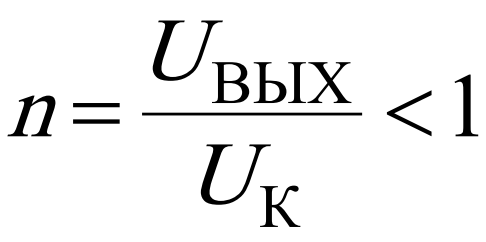 n = U_ВЫХ / U_К < 1